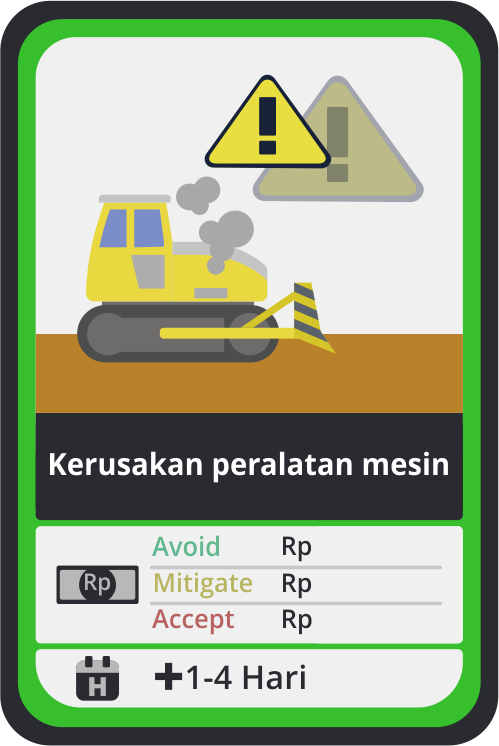 Kerusakan peralatan mesin
Avoid Rp
Rp Mitigate Rp
Accept Rp
H +1-4 Hari